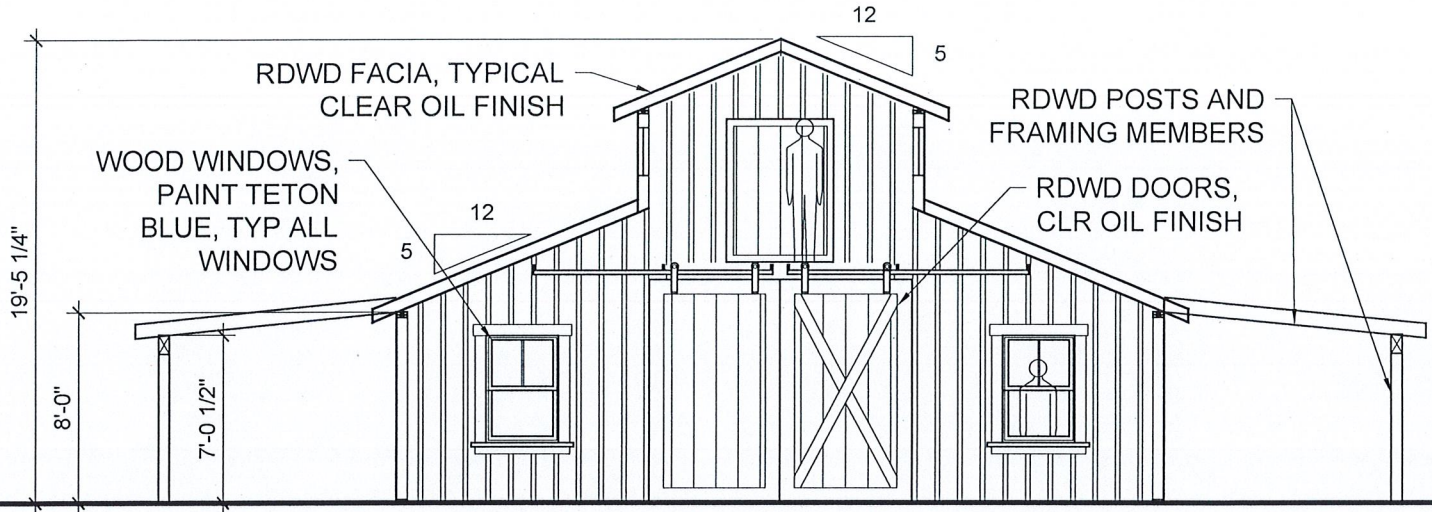 12
5
RDWD FACIA, TYPICAL
CLEAR OIL FINISH
RDWD POSTS AND
FRAMING MEMBERS
WOOD WINDOWS,
PAINT TETON
BLUE, TYP ALL
WINDOWS
RDWD DOORS,
CLR OIL FINISH
12
5
19'-5 1/4"
8'-0"
7'-0 1/2"